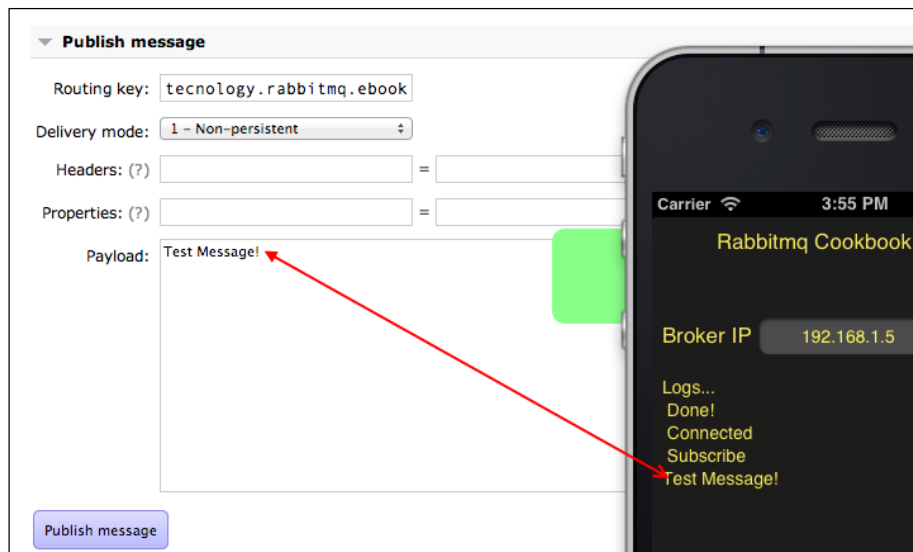 Publish message
Routing key: tecnology.rabbitmq.ebook
Delivery mode: 1 – Non-persistent
Headers: (?) =
Properties: (?) =
Payload: Test Message!
Publish message
Carrier 3:55 PM
Rabbitmq Cookbook
Broker IP 192.168.1.5
Logs...
Done!
Connected
Subscribe
Test Message!